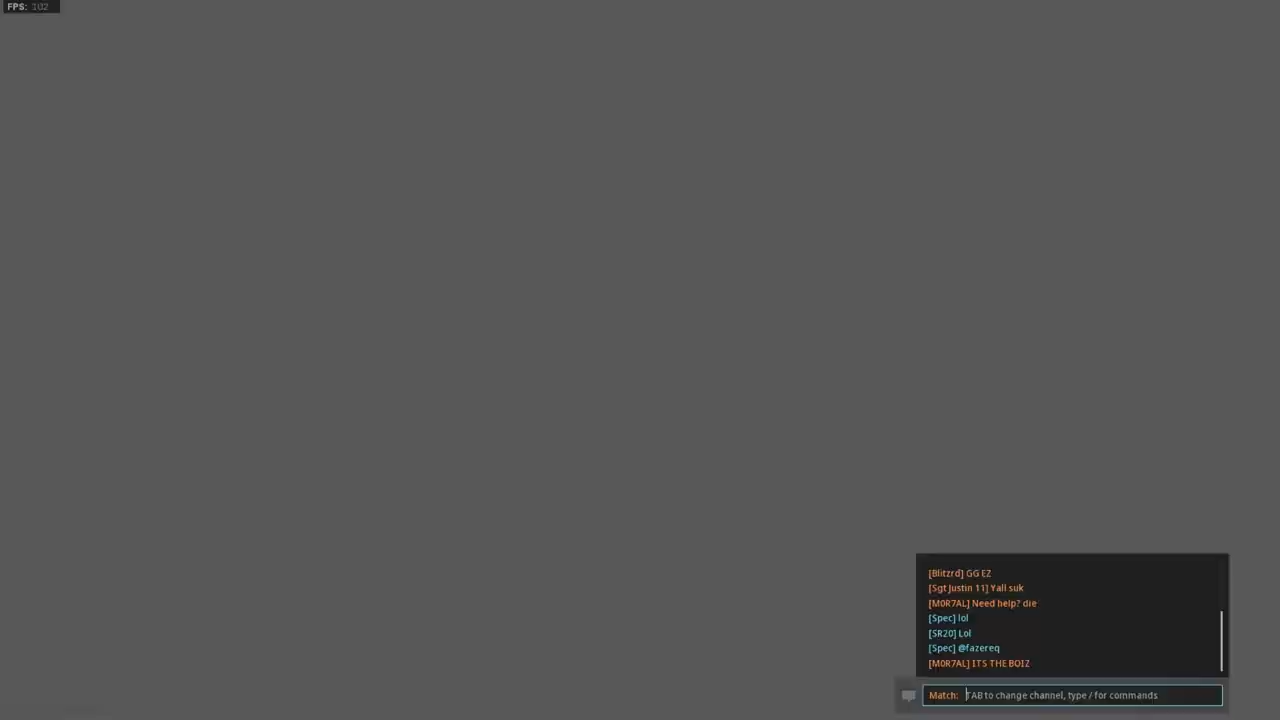 FPS: 102
[Blitzrd] GG EZ
[Sgt Justin 11] Yall suk
[M0R7AL] Need help? die
[Spec] lol
[SR20] Lol
[Spec] @fazereq
[M0R7AL] ITS THE BOIZ
Match: TAB to change channel, type / for commands